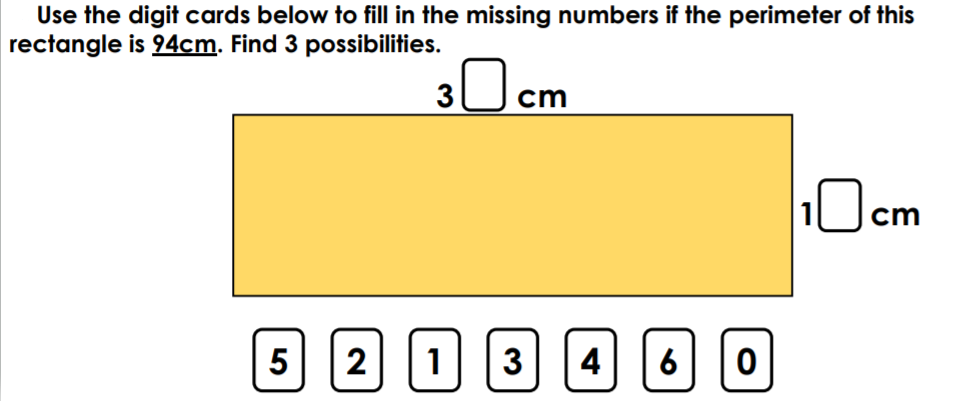 Use the digit cards below to fill in the missing numbers if the perimeter of this
rectangle is 94cm. Find 3 possibilities.
3 cm
1 cm
5 2 1 3 4 6 0